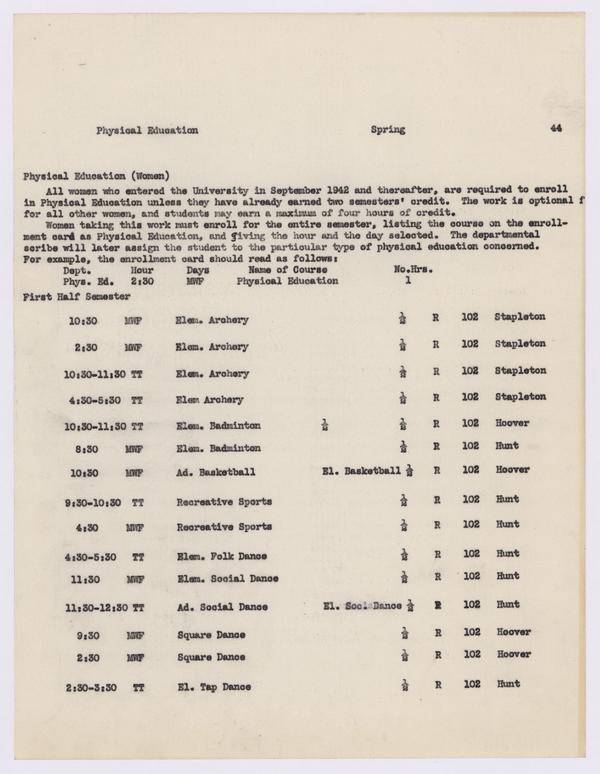 Physical Education Spring 44
Physical Education (Women)
All women who entered the University in September 1942 and thereafter, are required to enroll
in Physical Education unless they have already earned two semesters' credit. The work is optional f
for all other women, and students may earn a maximum of four hours of credit.
Women taking this work must enroll for the entire semester, listing the course on the enroll-
ment card as Physical Education, and giving the hour and the day selected. The departmental
scribe will later assign the student to the particular type of physical education concerned.
For example, the enrollment card should read as follows:
Dept. Hour Days Name of Course No.Hrs.
Phys. Ed. 2:30 MWF Physical Education 1
First Half Semester
10:30 MWF Elem. Archery ½ R 102 Stapleton
2:30 MWF Elem. Archery ½ R 102 Stapleton
10:30-11:30 TT Elem. Archery ½ R 102 Stapleton
4:30-5:30 TT Elem Archery ½ R 102 Stapleton
10:30-11:30 TT Elem. Badminton ½ ½ R 102 Hoover
8:30 MWF Elem. Badminton ½ R 102 Hunt
10:30 MWF Ad. Basketball El. Basketball ½ R 102 Hoover
9:30-10:30 TT Recreative Sports ½ R 102 Hunt
4:30 MWF Recreative Sports ½ R 102 Hunt
4:30-5:30 TT Elem. Folk Dance ½ R 102 Hunt
11:30 MWF Elem. Social Dance ½ R 102 Hunt
11:30-12:30 TT Ad. Social Dance El. Soc. Dance ½ R 102 Hunt
9:30 MWF Square Dance ½ R 102 Hoover
2:30 MWF Square Dance ½ R 102 Hoover
2:30-3:30 TT El. Tap Dance ½ R 102 Hunt